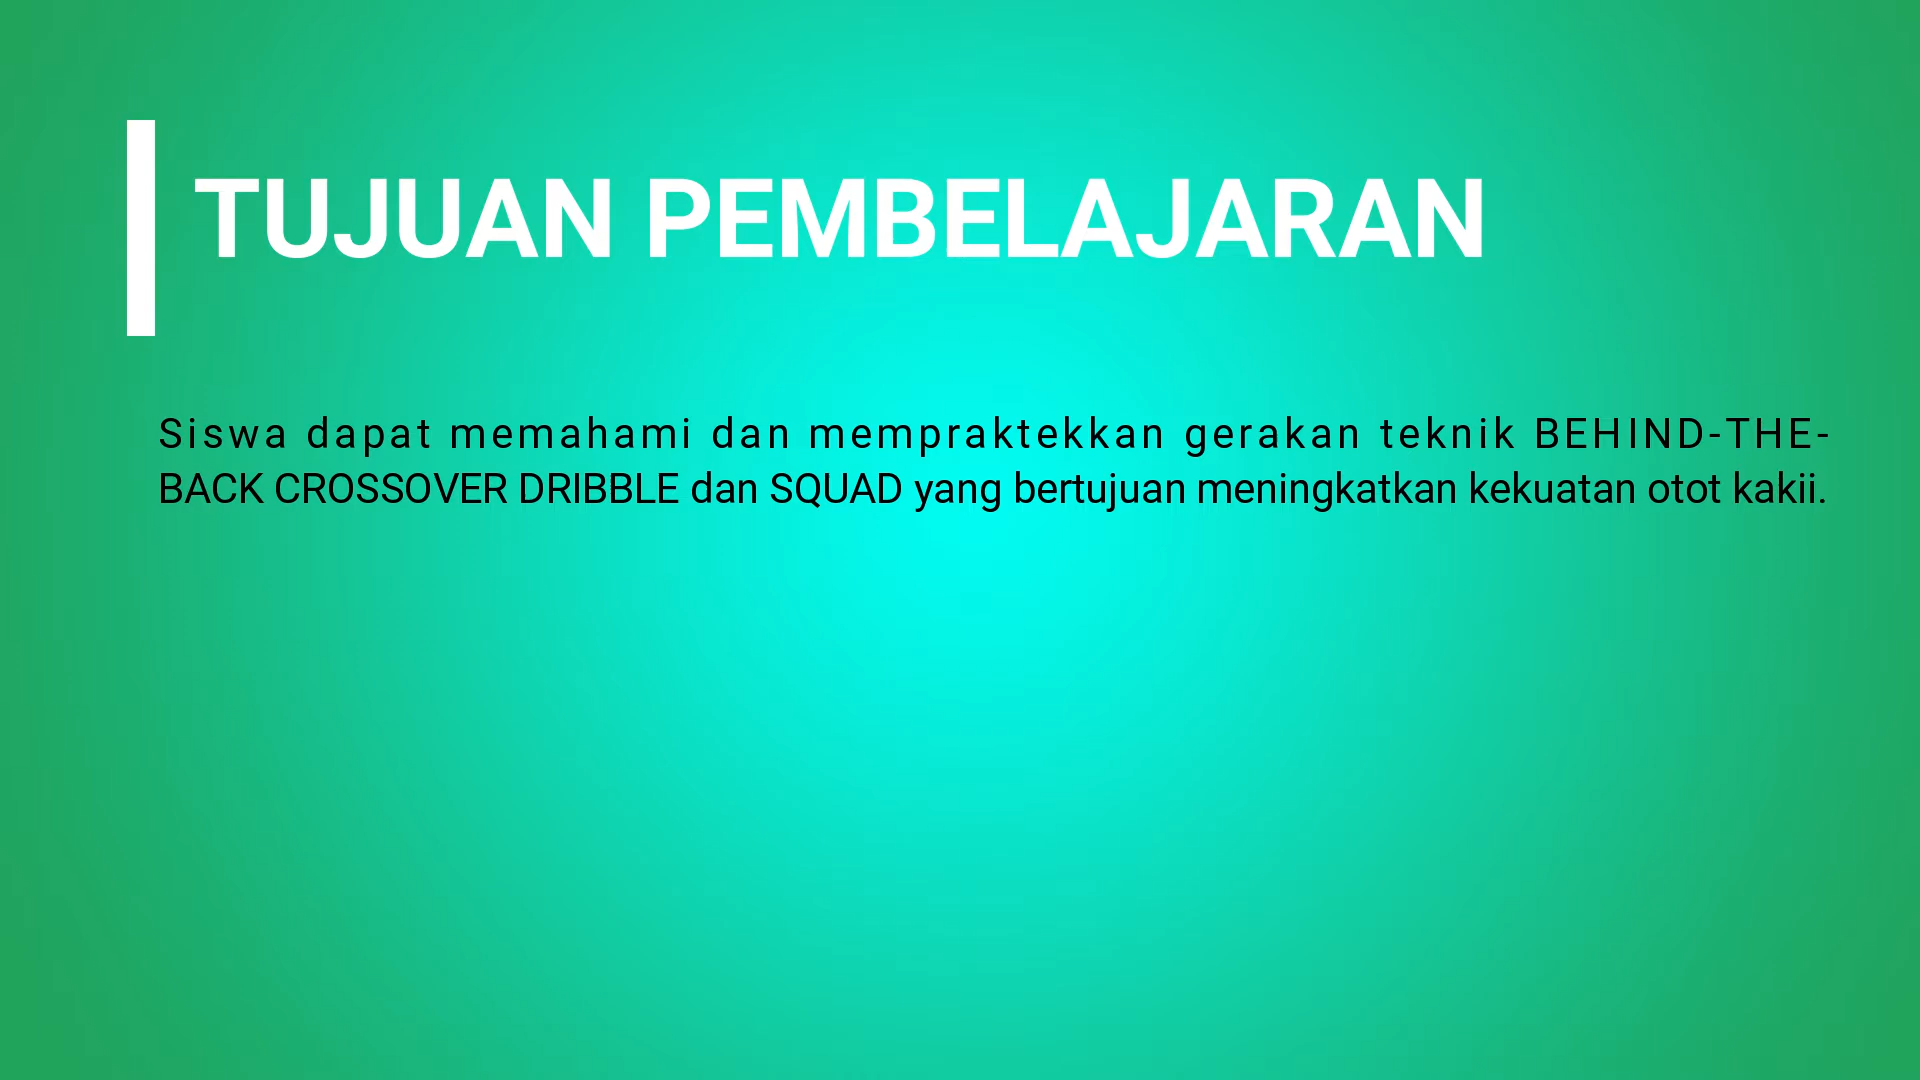 TUJUAN PEMBELAJARAN
Siswa dapat memahami dan mempraktekkan gerakan teknik BEHIND-THE-
BACK CROSSOVER DRIBBLE dan SQUAD yang bertujuan meningkatkan kekuatan otot kakii.